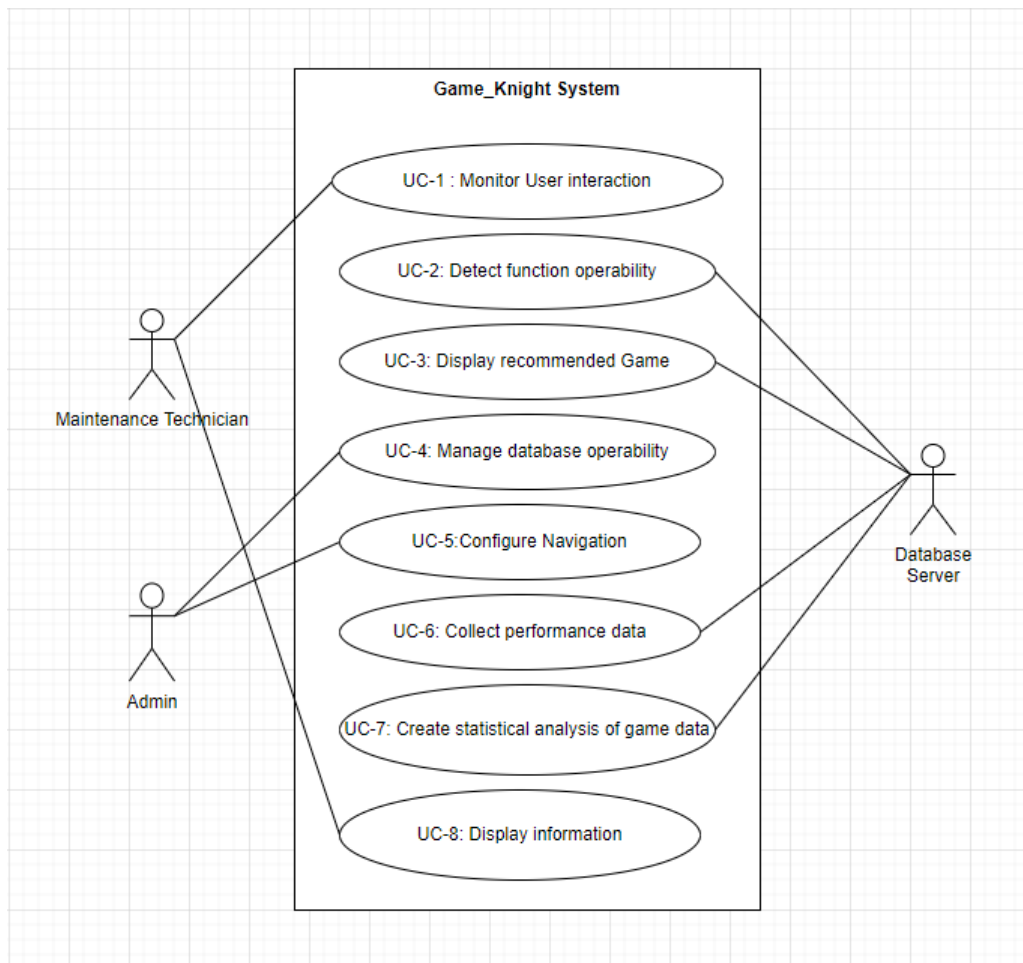 Game_Knight System
UC-1 : Monitor User interaction
UC-2: Detect function operability
UC-3: Display recommended Game
Maintenance Technician
UC-4: Manage database operability
UC-5:Configure Navigation
Database
Server
UC-6: Collect performance data
Admin
UC-7: Create statistical analysis of game data
UC-8: Display information